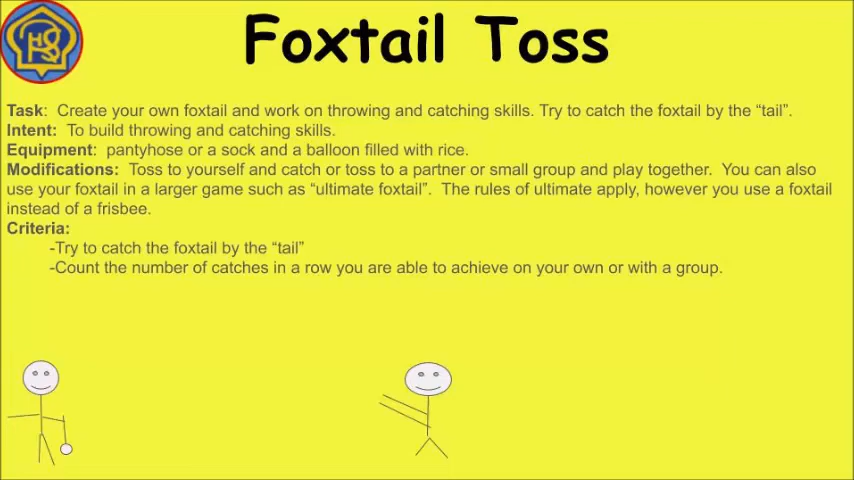 Foxtail Toss
Task:  Create your own foxtail and work on throwing and catching skills. Try to catch the foxtail by the “tail”.
Intent:  To build throwing and catching skills.
Equipment:  pantyhose or a sock and a balloon filled with rice.
Modifications:  Toss to yourself and catch or toss to a partner or small group and play together.  You can also
use your foxtail in a larger game such as “ultimate foxtail”.  The rules of ultimate apply, however you use a foxtail
instead of a frisbee.
Criteria:
-Try to catch the foxtail by the “tail”
-Count the number of catches in a row you are able to achieve on your own or with a group.